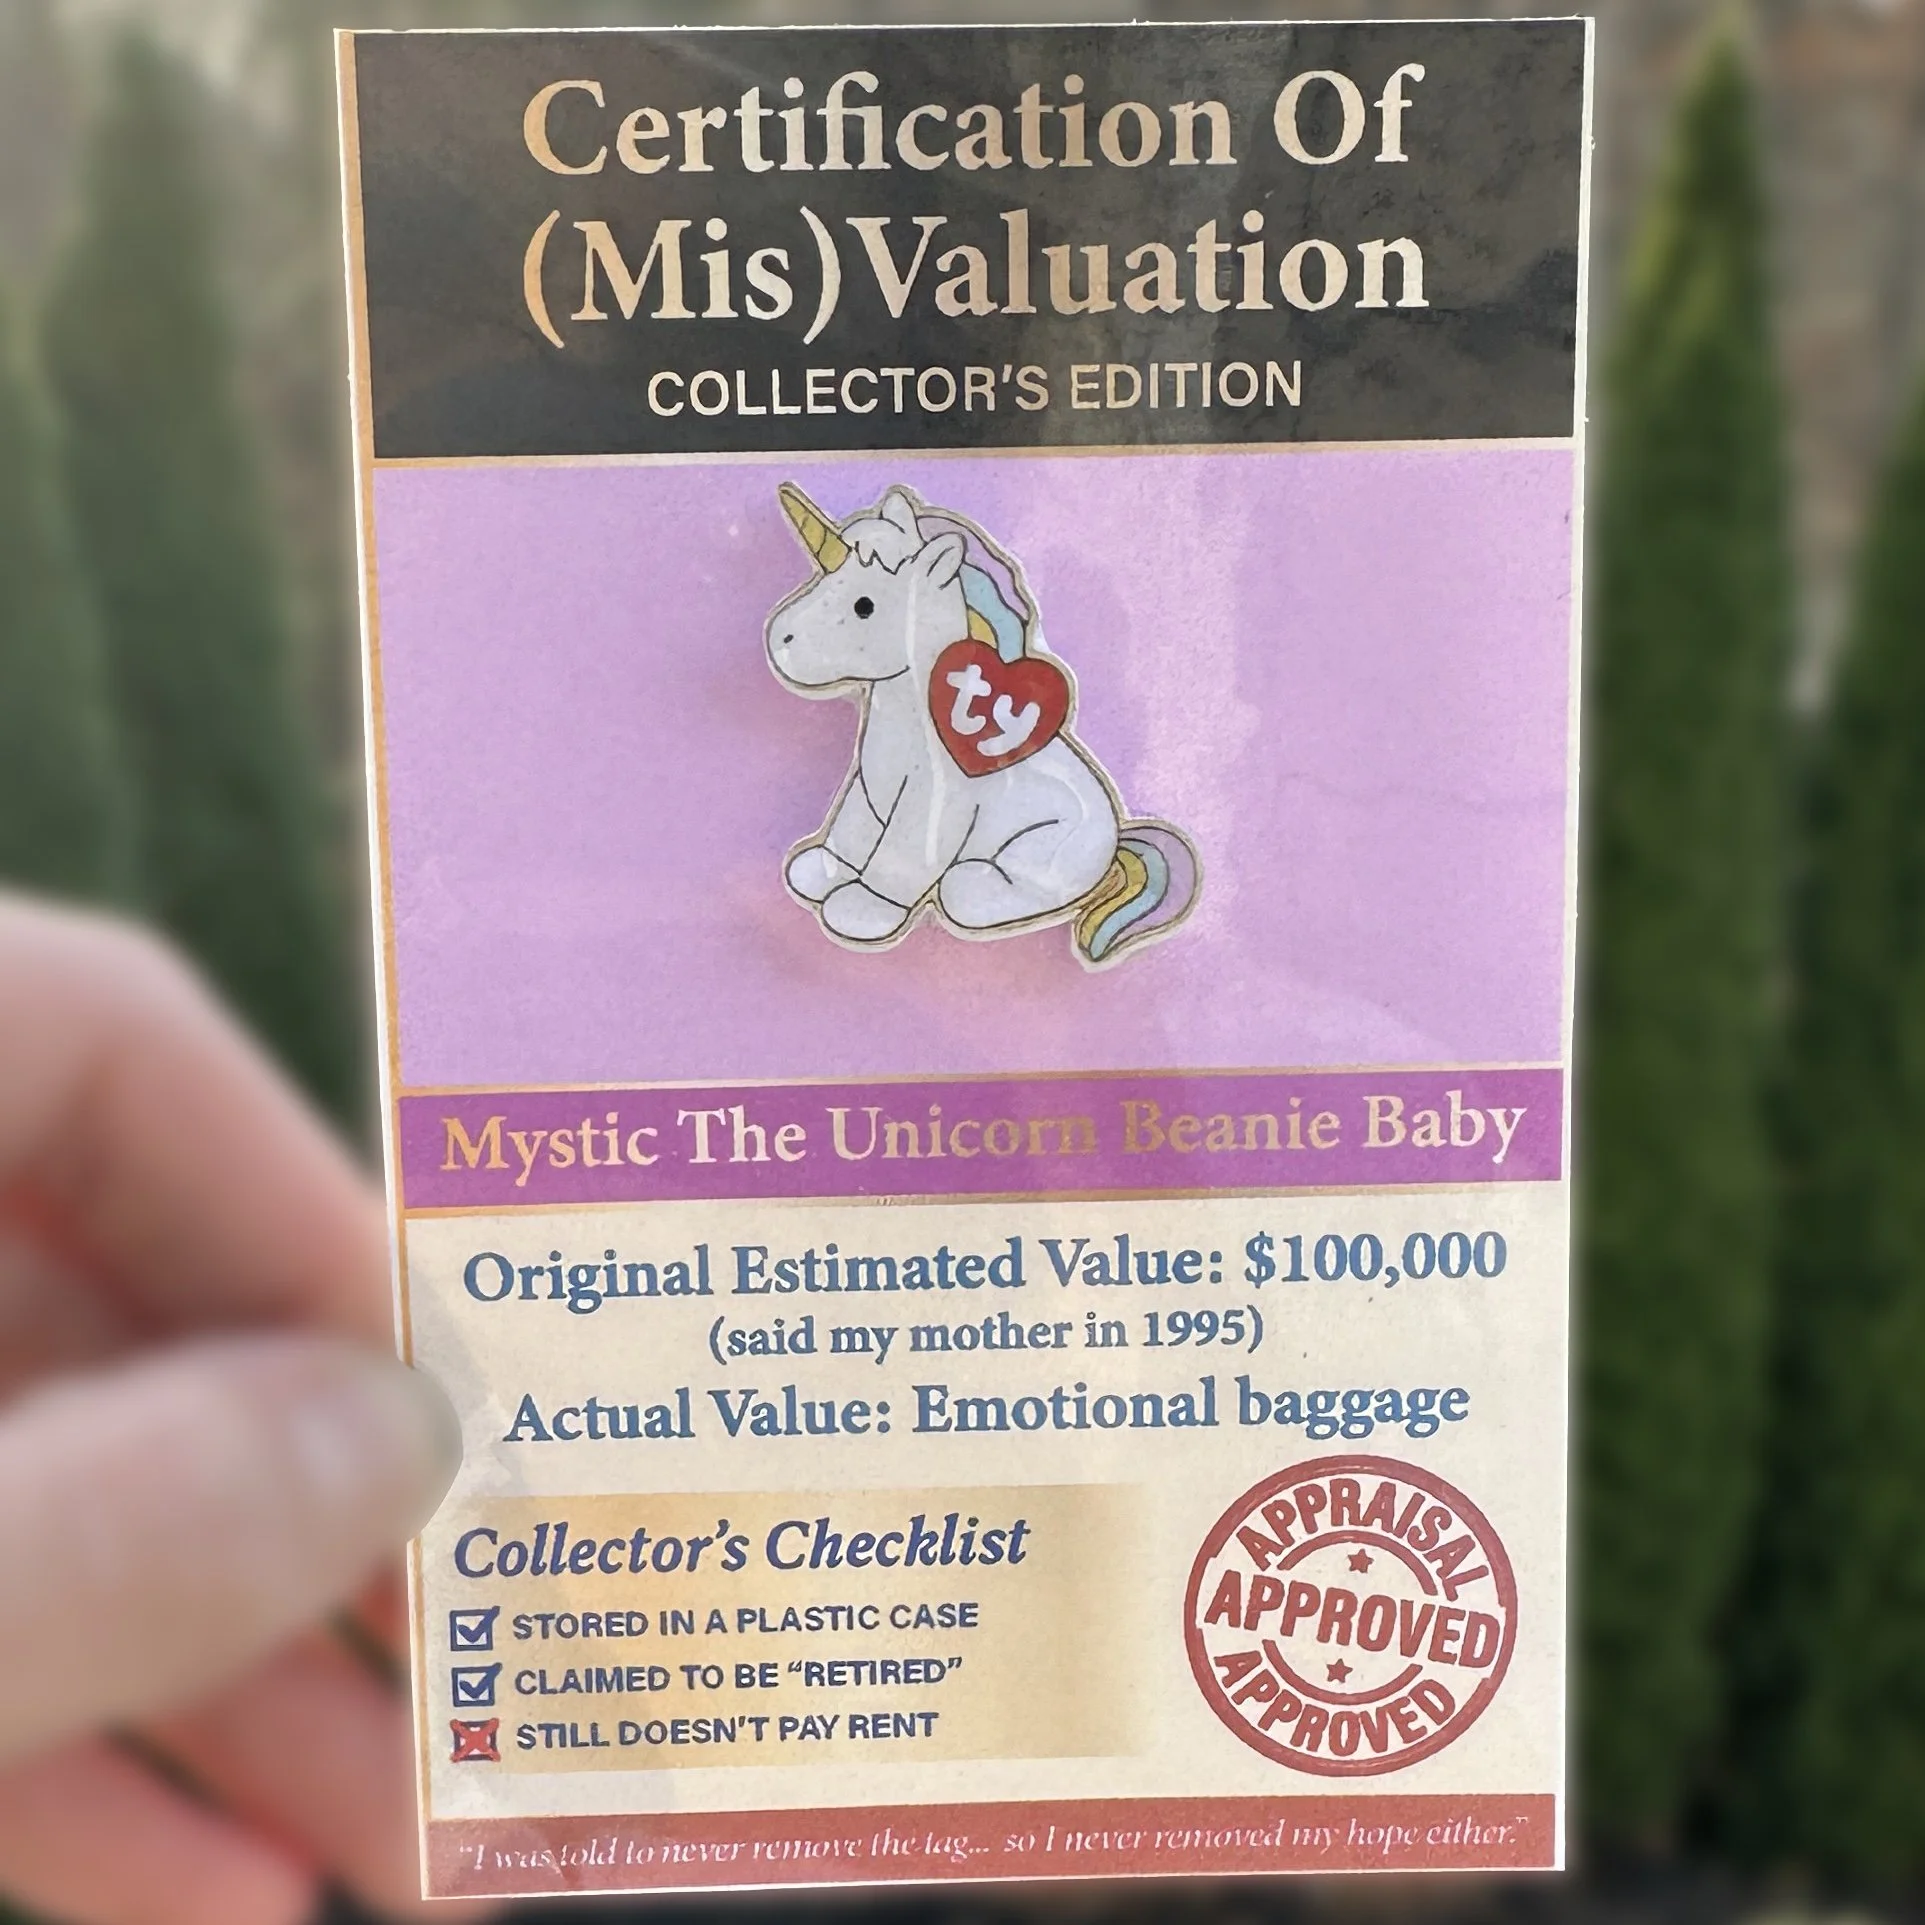 Certification Of
(Mis)Valuation
COLLECTOR'S EDITION
ty
Mystic The Unicorn Beanie Baby
Original Estimated Value: $100,000
(said my mother in 1995)
Actual Value: Emotional baggage
Collector's Checklist
STORED IN A PLASTIC CASE
CLAIMED TO BE "RETIRED"
STILL DOESN'T PAY RENT
APPRAISAL
APPROVED
APPROVED
"I was told to never remove the tag... so I never removed my hope either."